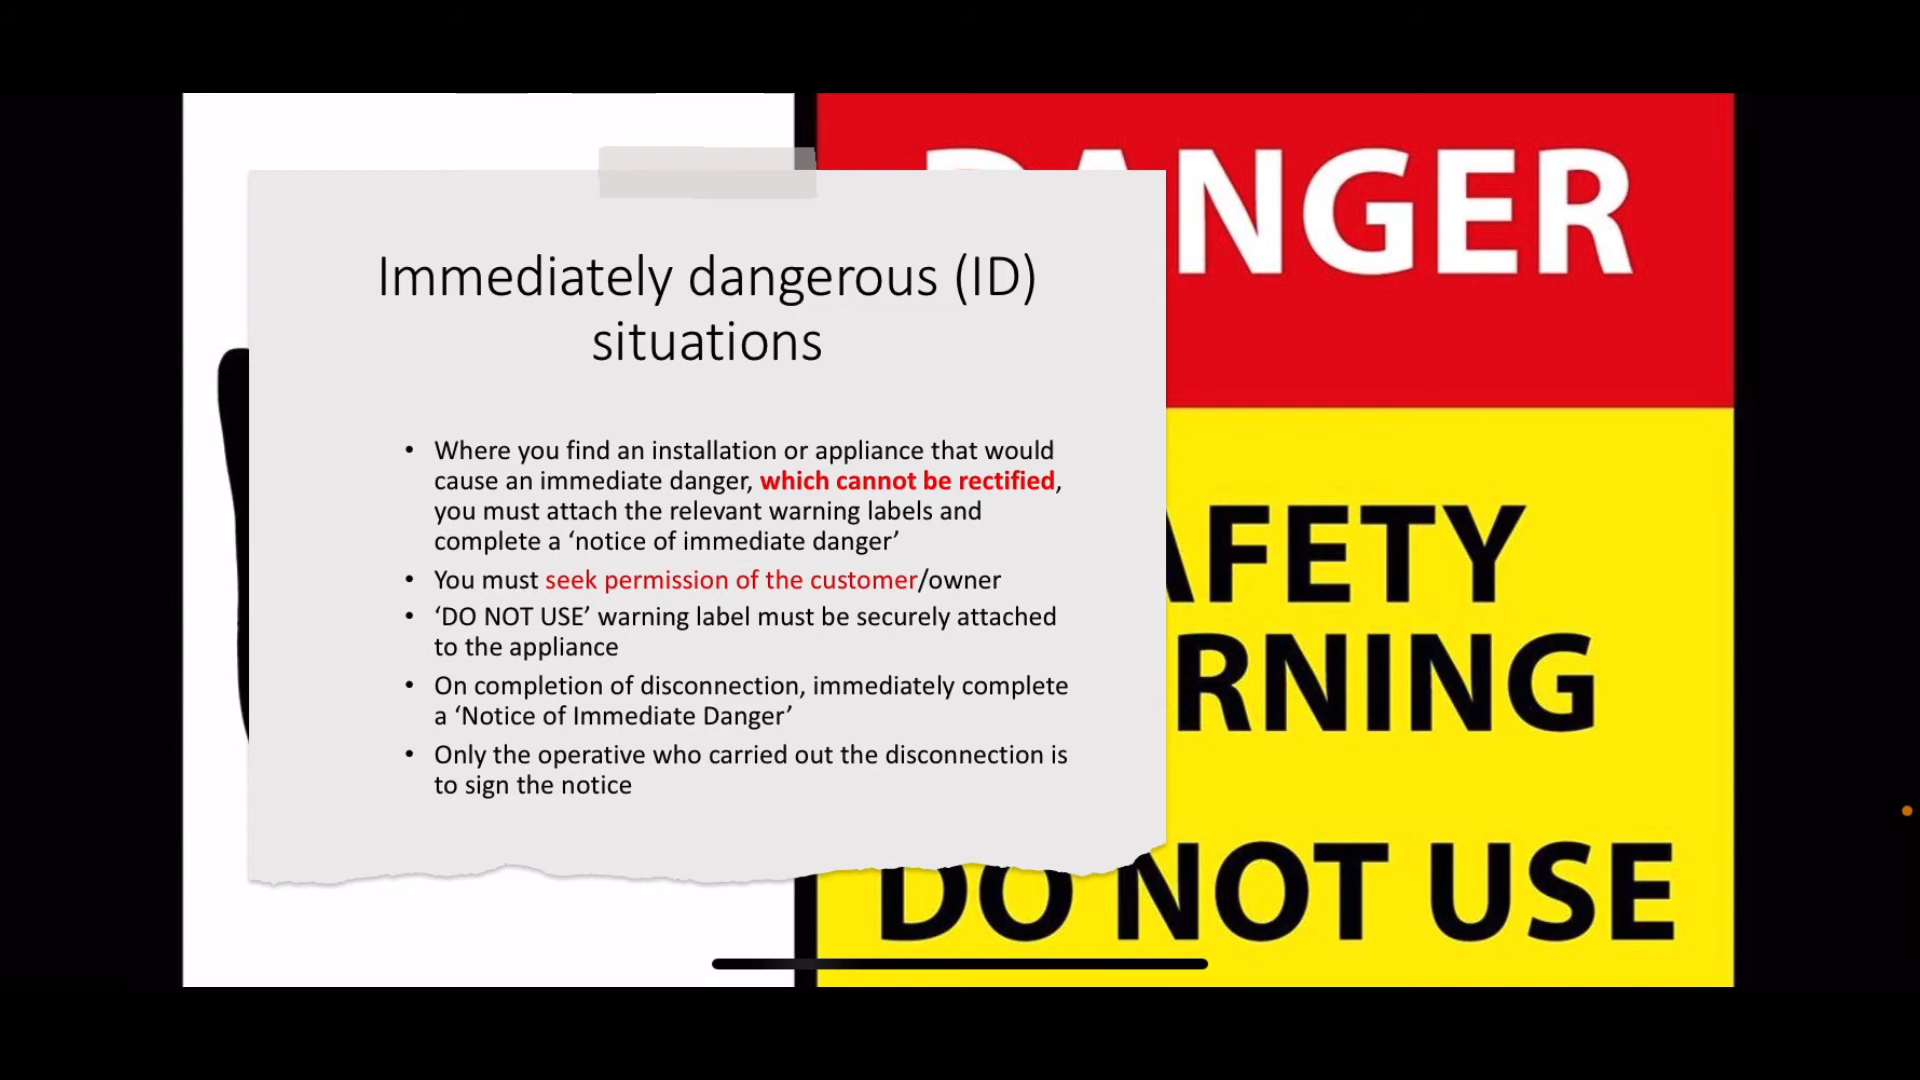 DANGER
Immediately dangerous (ID)
situations
• Where you find an installation or appliance that would
cause an immediate danger, which cannot be rectified,
you must attach the relevant warning labels and
complete a ‘notice of immediate danger’
• You must seek permission of the customer/owner
• ‘DO NOT USE’ warning label must be securely attached
to the appliance
• On completion of disconnection, immediately complete
a ‘Notice of Immediate Danger’
• Only the operative who carried out the disconnection is
to sign the notice
AFETY
RNING
DO NOT USE